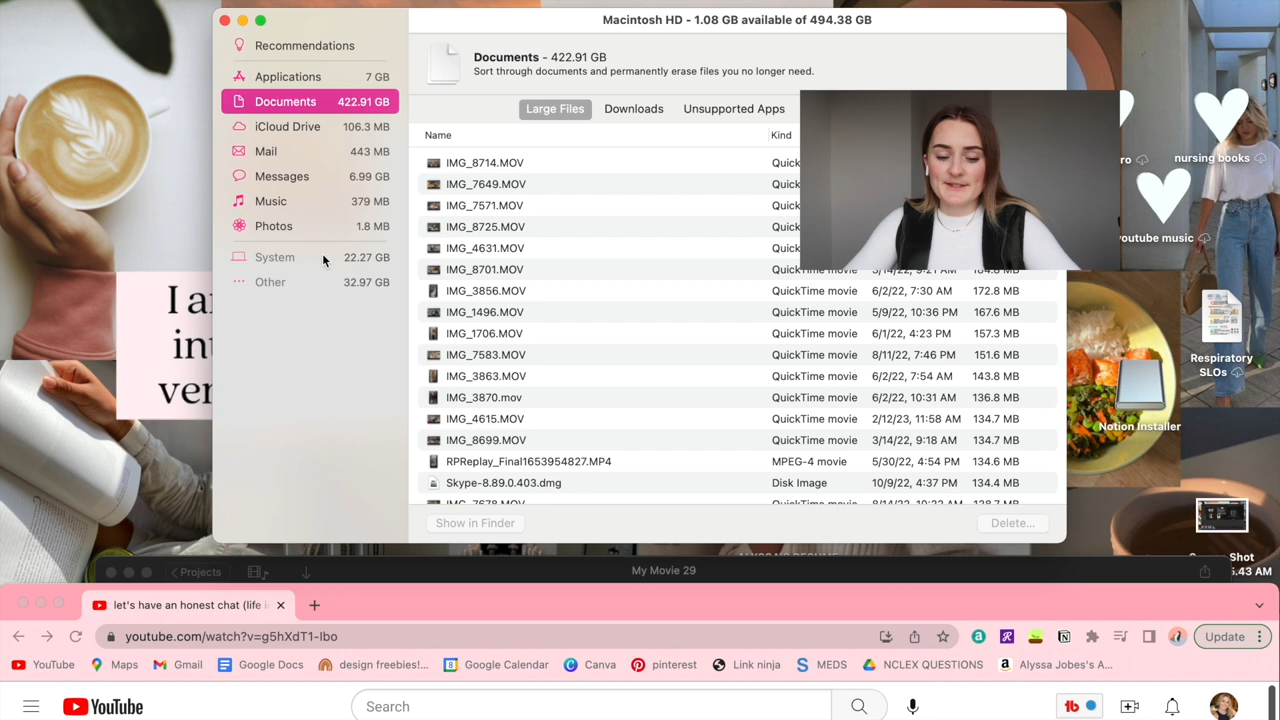 Macintosh HD - 1.08 GB available of 494.38 GB
Recommendations
Applications 7 GB
Documents 422.91 GB
iCloud Drive 106.3 MB
Mail 443 MB
Messages 6.99 GB
Music 379 MB
Photos 1.8 MB
System 22.27 GB
Other 32.97 GB
Documents - 422.91 GB
Sort through documents and permanently erase files you no longer need.
Large Files Downloads Unsupported Apps
Name Kind
IMG_8714.MOV
IMG_7649.MOV
IMG_7571.MOV
IMG_8725.MOV
IMG_4631.MOV
IMG_8701.MOV
IMG_3856.MOV QuickTime movie 6/2/22, 7:30 AM 172.8 MB
IMG_1496.MOV QuickTime movie 5/9/22, 10:36 PM 167.6 MB
IMG_1706.MOV QuickTime movie 6/1/22, 4:23 PM 157.3 MB
IMG_7583.MOV QuickTime movie 8/11/22, 7:46 PM 151.6 MB
IMG_3863.MOV QuickTime movie 6/2/22, 7:54 AM 143.8 MB
IMG_3870.mov QuickTime movie 6/2/22, 10:31 AM 136.8 MB
IMG_4615.MOV QuickTime movie 2/12/23, 11:58 AM 134.7 MB
IMG_8699.MOV QuickTime movie 3/14/22, 9:18 AM 134.7 MB
RPReplay_Final1653954827.MP4 MPEG-4 movie 5/30/22, 4:54 PM 134.6 MB
Skype-8.89.0.403.dmg Disk Image 10/9/22, 4:37 PM 134.4 MB
Show in Finder Delete...
nursing books
youtube music
Respiratory
SLOs
Notion Installer
5.43 AM
I a
in
ver
Projects
My Movie 29
let's have an honest chat (life i
youtube.com/watch?v=g5hXdT1-lbo
Update
YouTube Maps Gmail Google Docs design freebies!... Google Calendar Canva pinterest Link ninja MEDS NCLEX QUESTIONS Alyssa Jobes's A...
YouTube
Search
tb